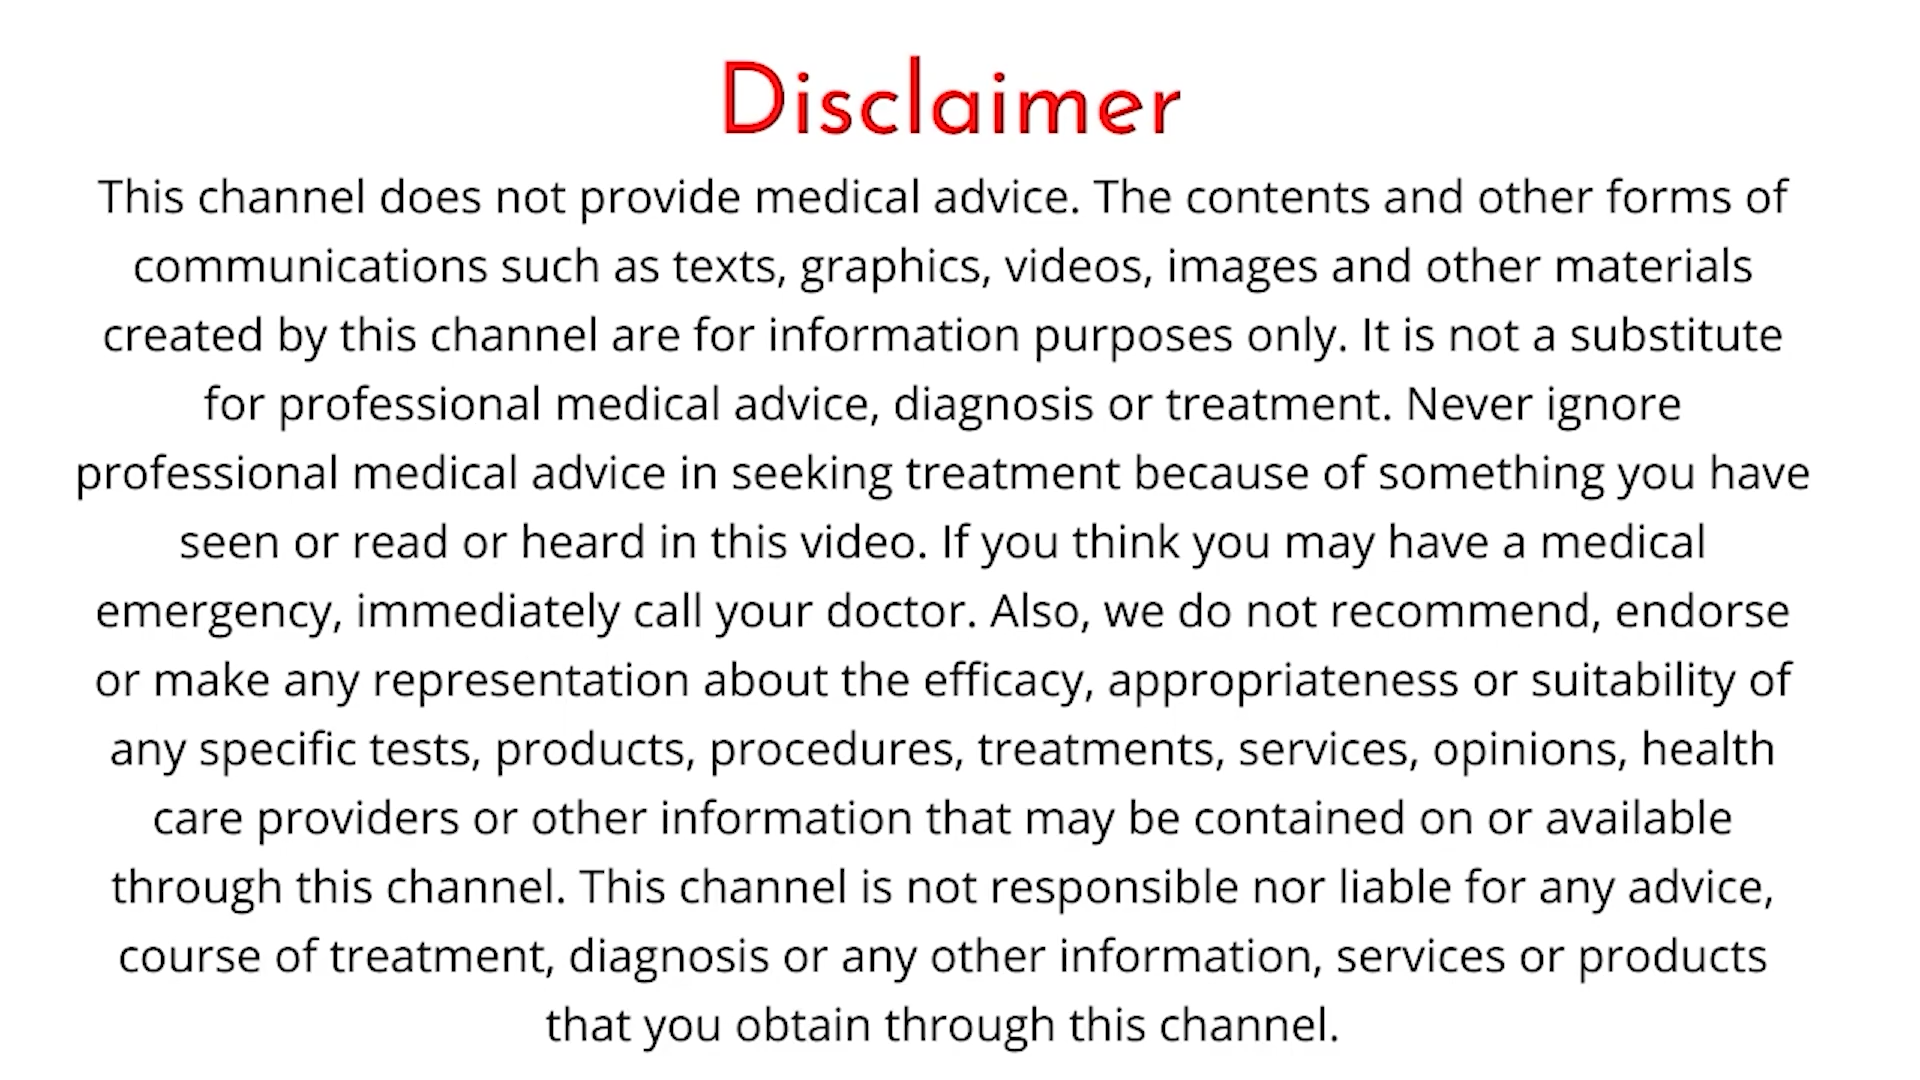 Disclaimer
This channel does not provide medical advice. The contents and other forms of
communications such as texts, graphics, videos, images and other materials
created by this channel are for information purposes only. It is not a substitute
for professional medical advice, diagnosis or treatment. Never ignore
professional medical advice in seeking treatment because of something you have
seen or read or heard in this video. If you think you may have a medical
emergency, immediately call your doctor. Also, we do not recommend, endorse
or make any representation about the efficacy, appropriateness or suitability of
any specific tests, products, procedures, treatments, services, opinions, health
care providers or other information that may be contained on or available
through this channel. This channel is not responsible nor liable for any advice,
course of treatment, diagnosis or any other information, services or products
that you obtain through this channel.